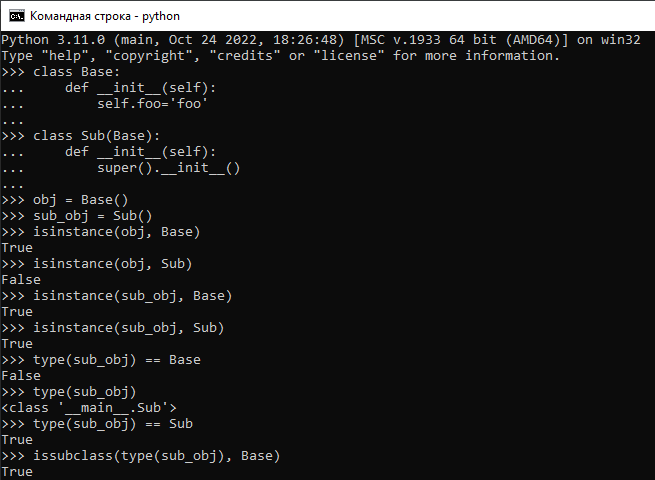 Командная строка - python
Python 3.11.0 (main, Oct 24 2022, 18:26:48) [MSC v.1933 64 bit (AMD64)] on win32
Type "help", "copyright", "credits" or "license" for more information.
>>> class Base:
...     def __init__(self):
...         self.foo='foo'
...
>>> class Sub(Base):
...     def __init__(self):
...         super().__init__()
...
>>> obj = Base()
>>> sub_obj = Sub()
>>> isinstance(obj, Base)
True
>>> isinstance(obj, Sub)
False
>>> isinstance(sub_obj, Base)
True
>>> isinstance(sub_obj, Sub)
True
>>> type(sub_obj) == Base
False
>>> type(sub_obj)
<class '__main__.Sub'>
>>> type(sub_obj) == Sub
True
>>> issubclass(type(sub_obj), Base)
True